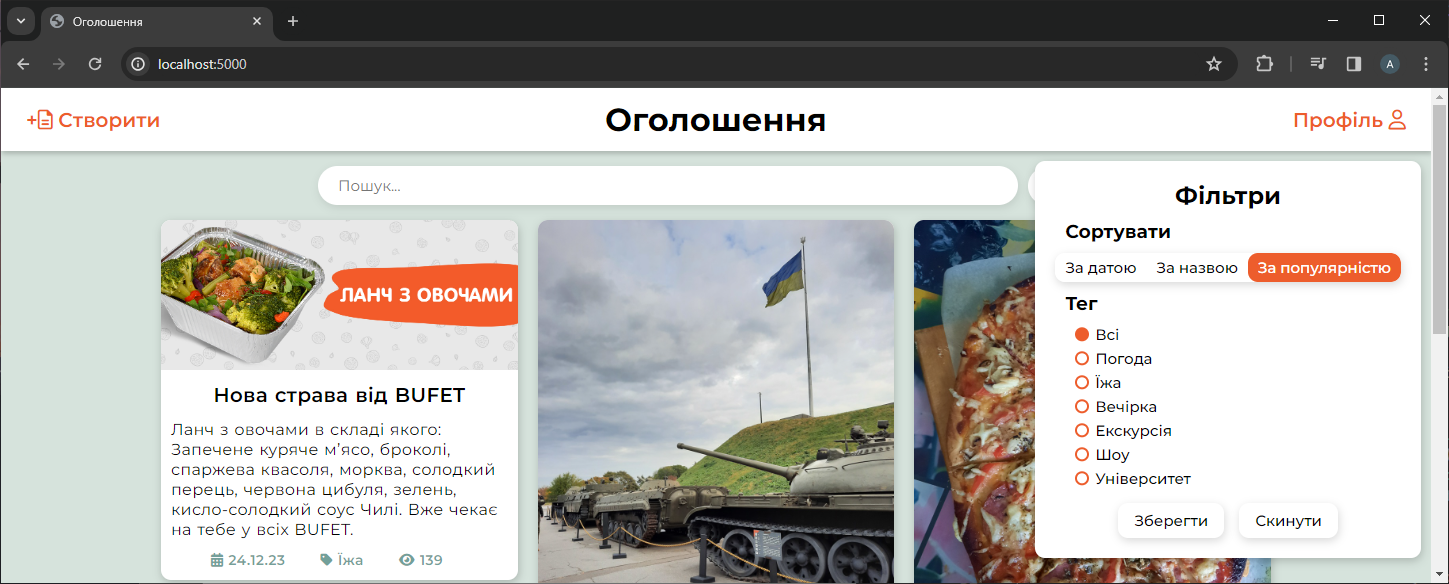 Оголошення
localhost:5000
A
Створити
Оголошення
Профіль
Пошук...
ЛАНЧ З ОВОЧАМИ
Нова страва від BUFET
Ланч з овочами в складі якого:
Запечене куряче м'ясо, броколі,
спаржева квасоля, морква, солодкий
перець, червона цибуля, зелень,
кисло-солодкий соус Чилі. Вже чекає
на тебе у всіх BUFET.
24.12.23 Їжа 139
Фільтри
Сортувати
За датою За назвою За популярністю
Тег
Всі
Погода
Їжа
Вечірка
Екскурсія
Шоу
Університет
Зберегти Скинути